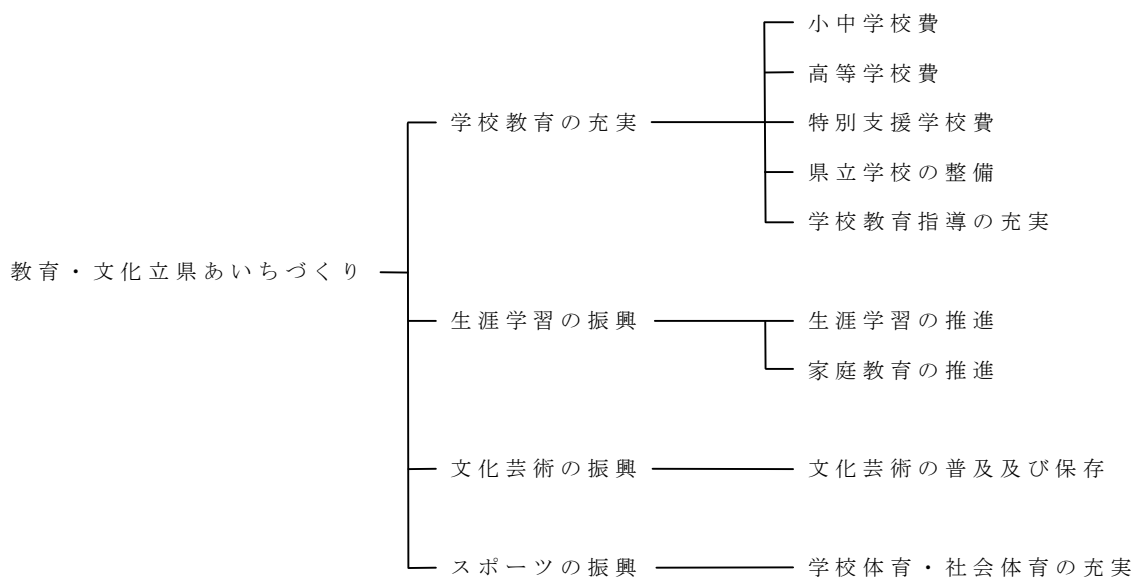 小中学校費
高等学校費
学校教育の充実
特別支援学校費
県立学校の整備
学校教育指導の充実
教育・文化立県あいちづくり
生涯学習の振興
生涯学習の推進
家庭教育の推進
文化芸術の振興
文化芸術の普及及び保存
スポーツの振興
学校体育・社会体育の充実